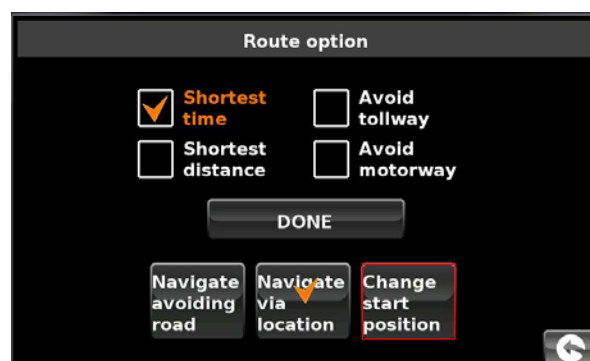 Route option
Shortest
time
Avoid
tollway
Shortest
distance
Avoid
motorway
DONE
Navigate
avoiding
road
Navigate
via
location
Change
start
position